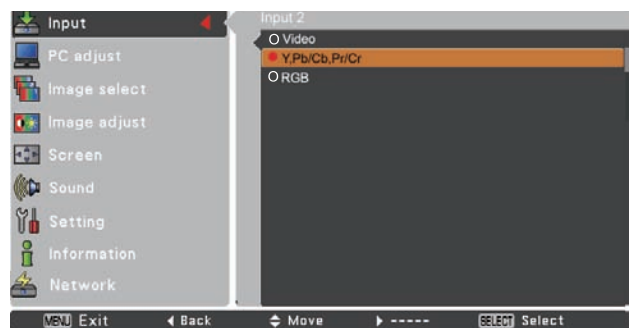 Input
PC adjust
Image select
Image adjust
Screen
Sound
Setting
Information
Network
Input 2
Video
Y,Pb/Cb,Pr/Cr
RGB
MENU Exit Back Move ----- SELECT Select